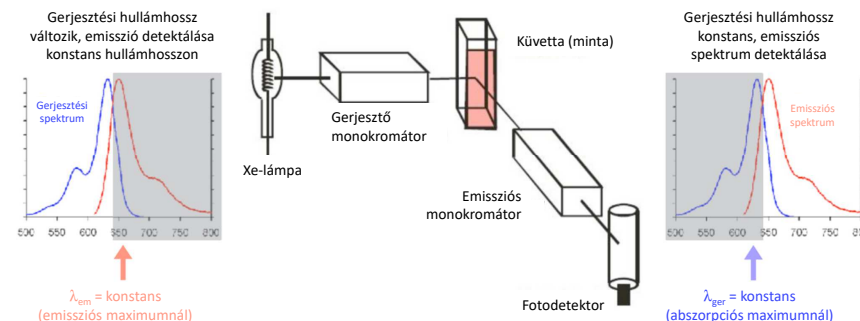 Gerjesztési hullámhossz
változik, emisszió detektálása
konstans hullámhosszon
Gerjesztési
spektrum
500 550 600 650 700 750 800
λem = konstans
(emissziós maximumnál)
Xe-lámpa
Gerjesztő
monokromátor
Küvetta (minta)
Emissziós
monokromátor
Fotodetektor
Gerjesztési hullámhossz
konstans, emissziós
spektrum detektálása
Emissziós
spektrum
500 550 600 650 700 750 800
λger = konstans
(abszorpciós maximumnál)